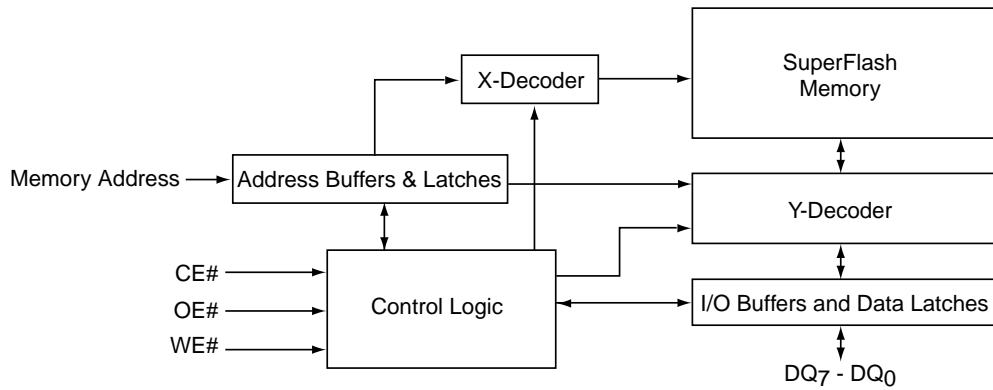 SuperFlash
Memory
X-Decoder
Memory Address
Address Buffers & Latches
Y-Decoder
CE#
OE#
WE#
Control Logic
I/O Buffers and Data Latches
DQ7 - DQ0